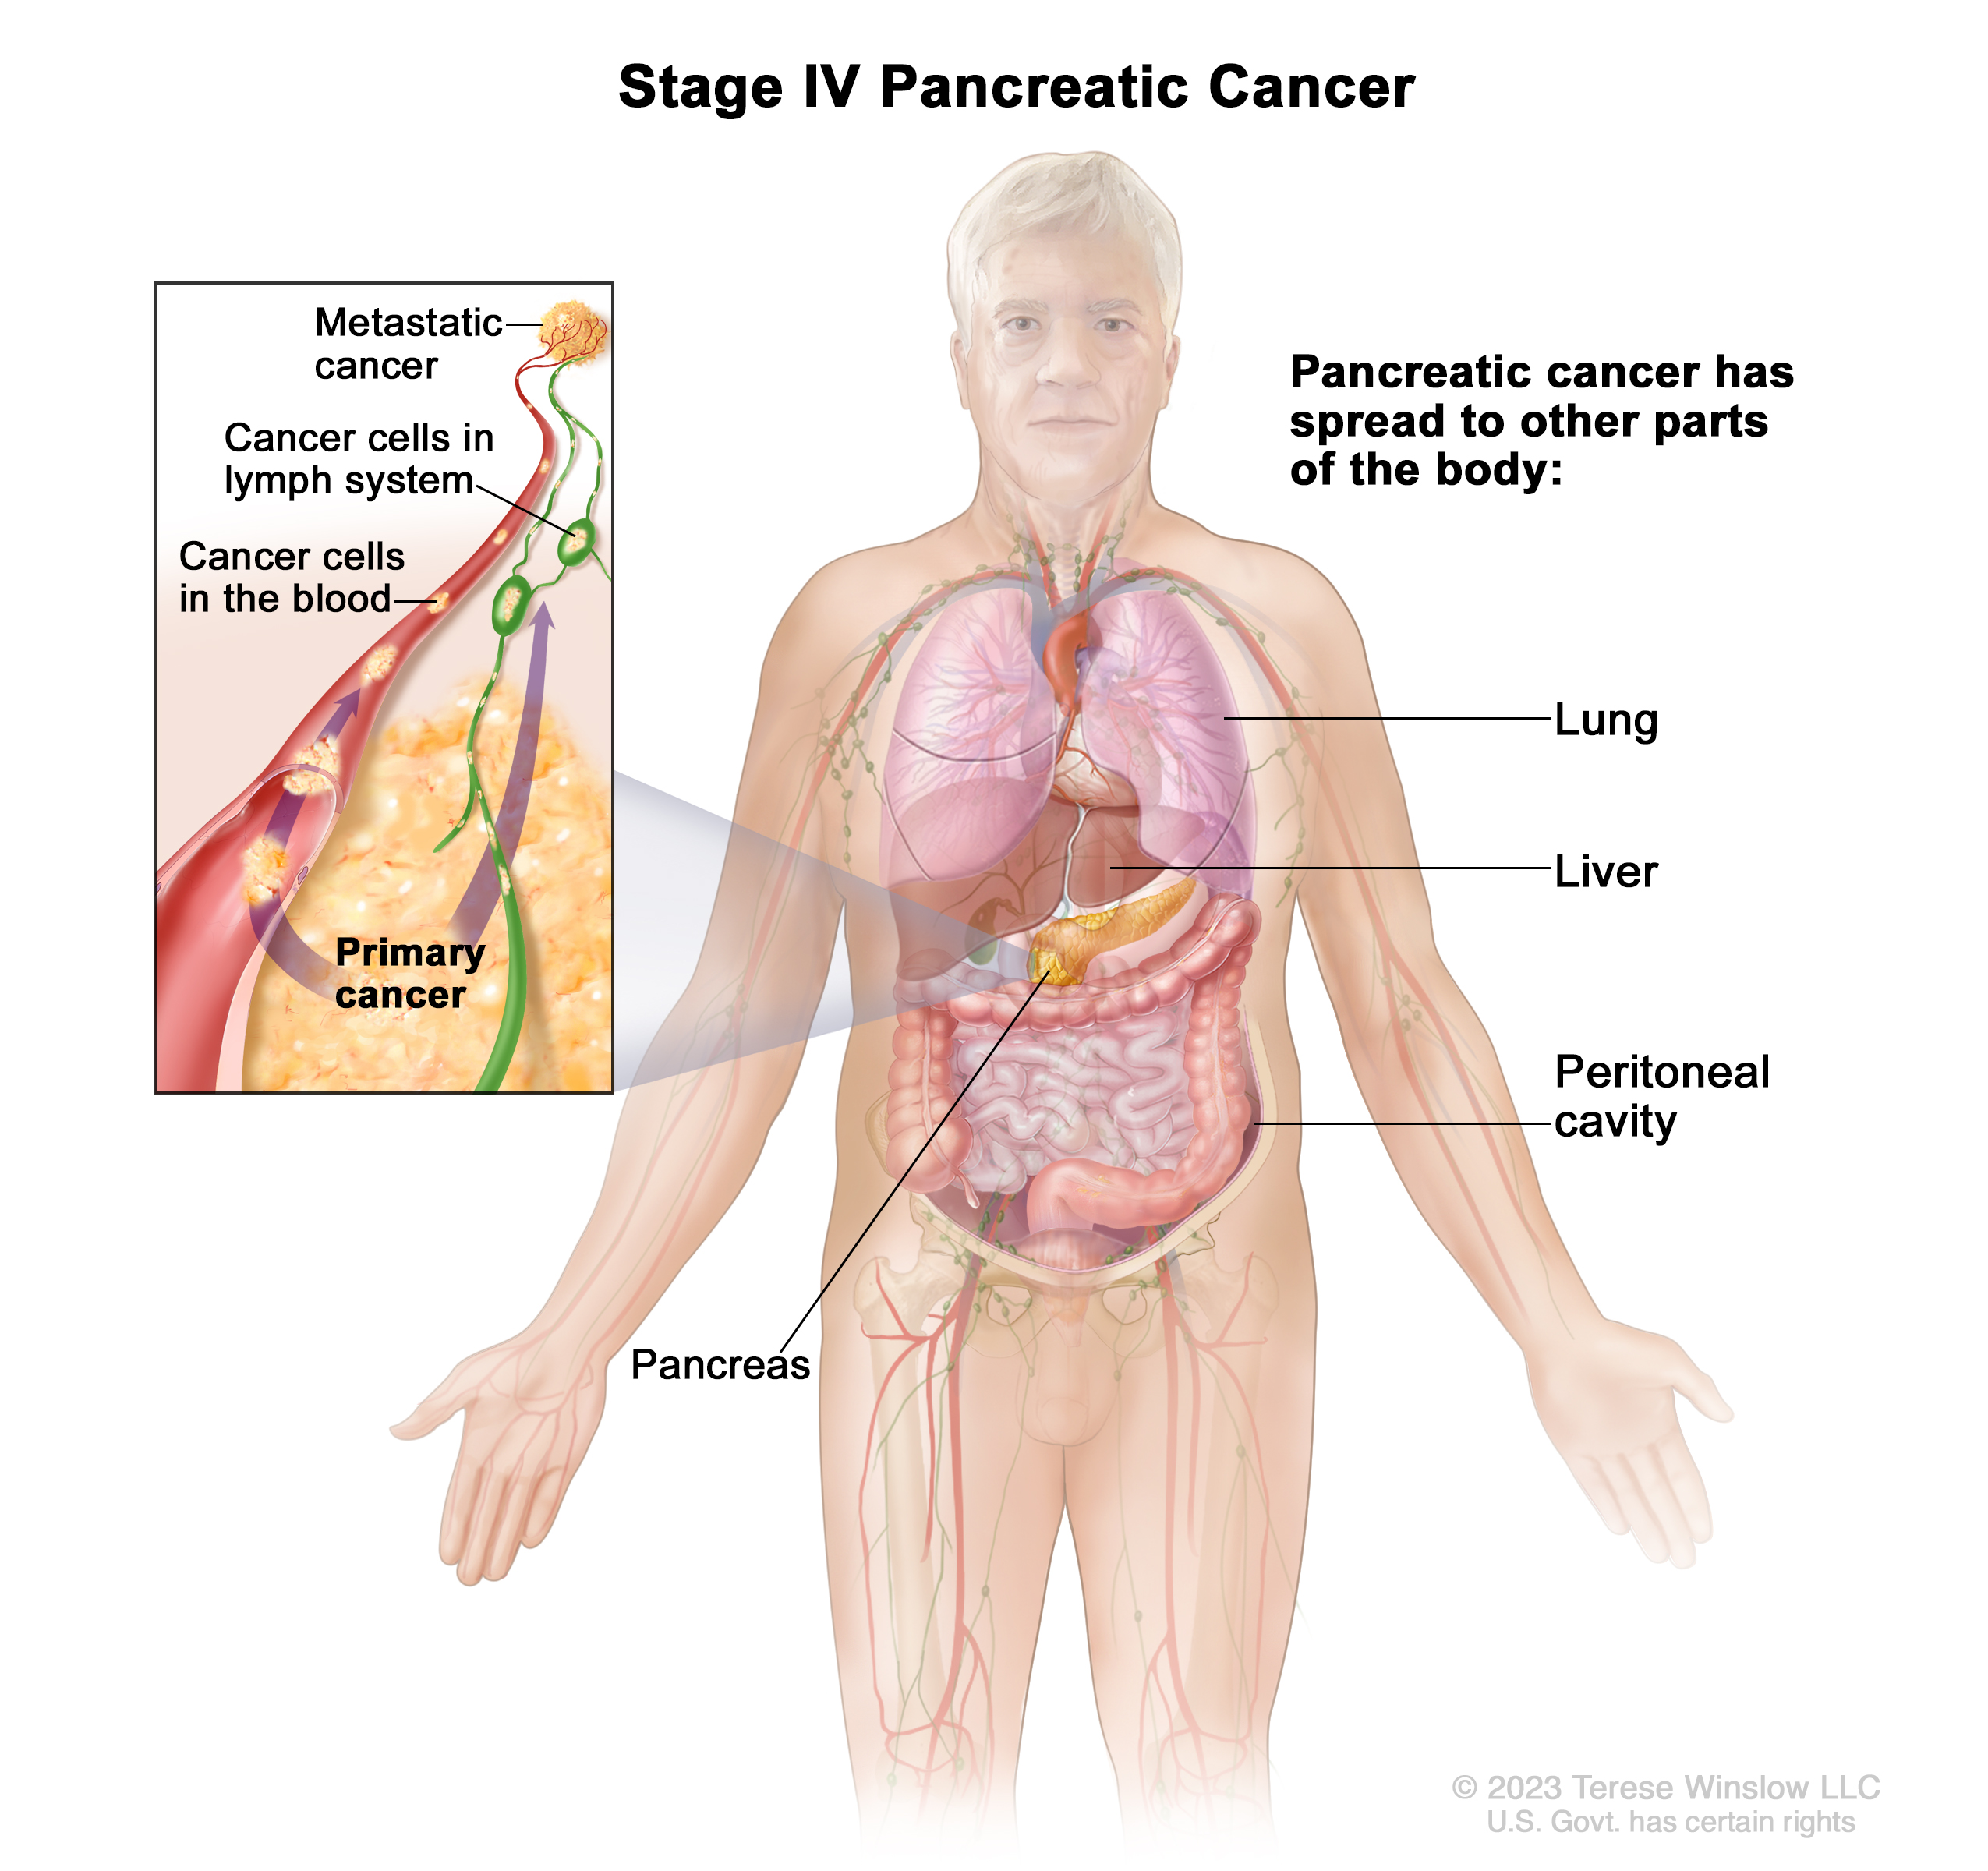 Stage IV Pancreatic Cancer
Metastatic
cancer
Cancer cells in
lymph system
Cancer cells
in the blood
Primary
cancer
Pancreatic cancer has
spread to other parts
of the body:
Lung
Liver
Peritoneal
cavity
Pancreas
© 2023 Terese Winslow LLC
U.S. Govt. has certain rights